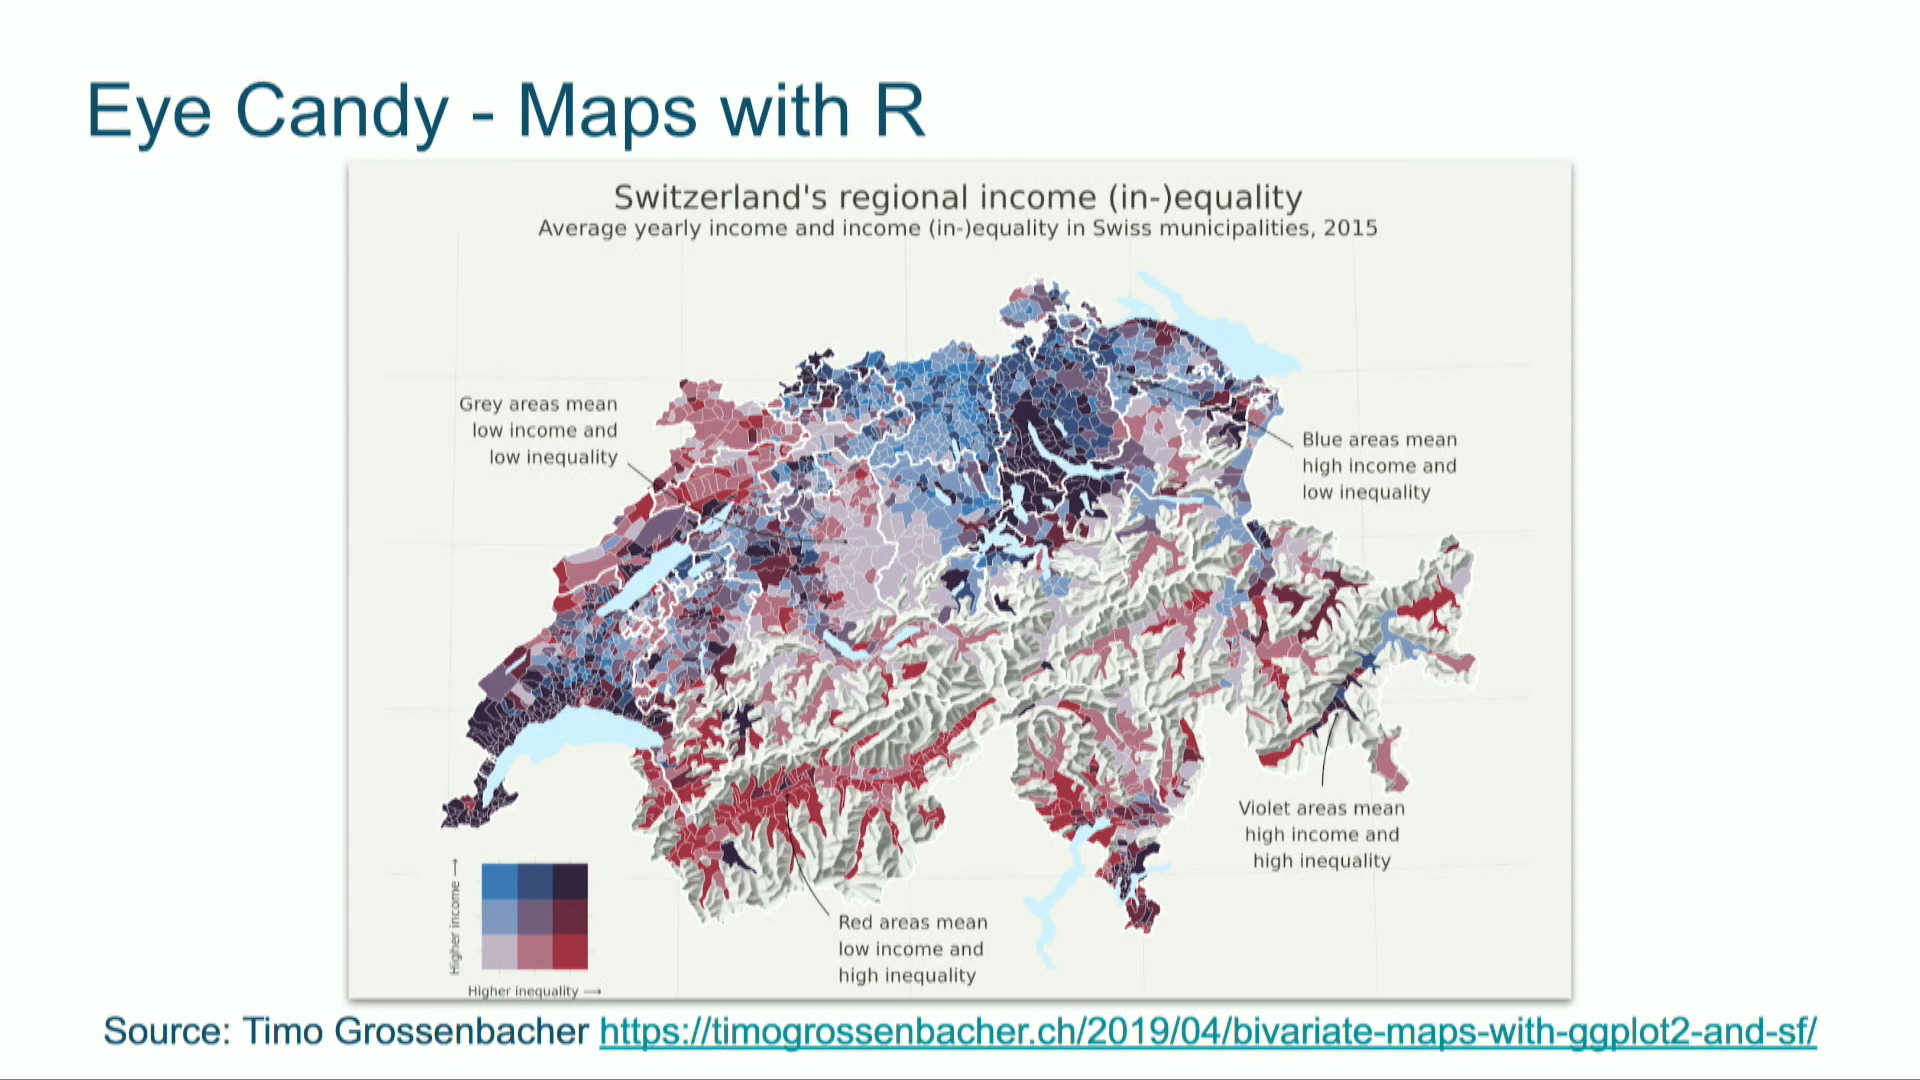 Eye Candy - Maps with R
Switzerland's regional income (in-)equality
Average yearly income and income (in-)equality in Swiss municipalities, 2015
Grey areas mean
low income and
low inequality
Blue areas mean
high income and
low inequality
Violet areas mean
high income and
high inequality
Red areas mean
low income and
high inequality
Higher income →
Higher inequality →
Source: Timo Grossenbacher https://timogrossenbacher.ch/2019/04/bivariate-maps-with-ggplot2-and-sf/